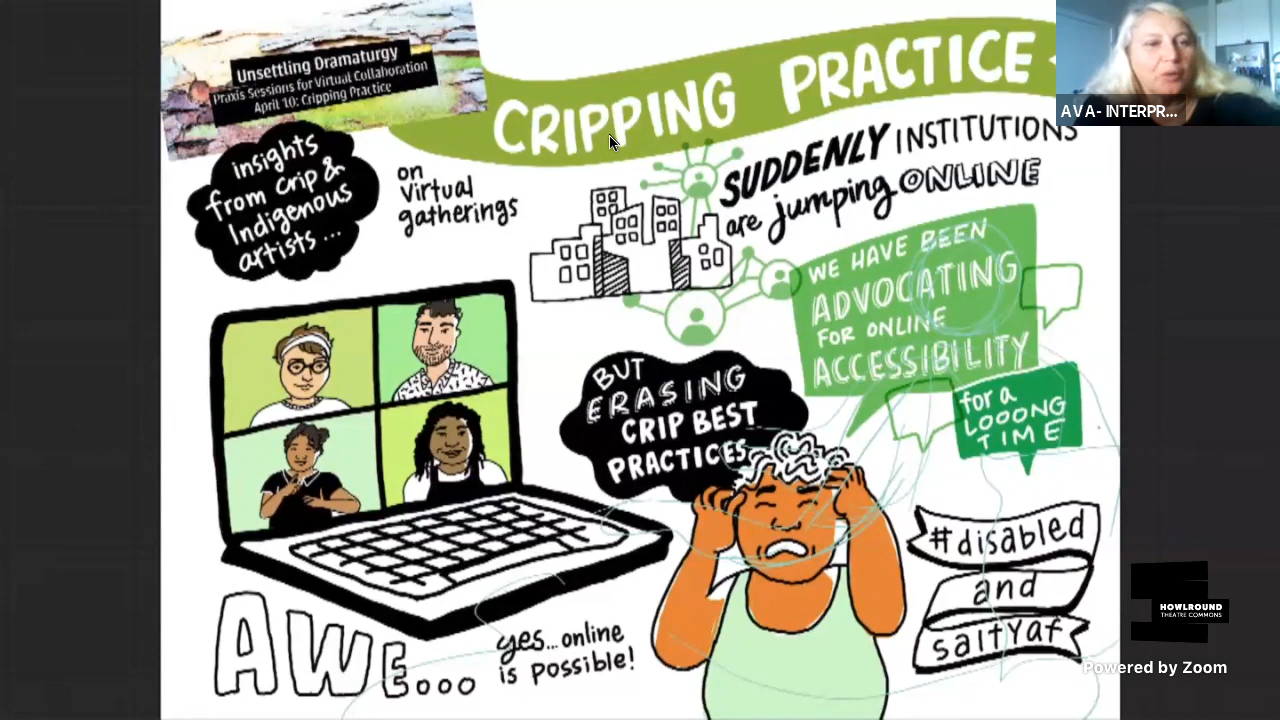 Unsettling Dramaturgy
Praxis Sessions for Virtual Collaboration
April 10: Cripping Practice
CRIPPING PRACTICE
AVA- INTERPR...
insights
from crip &
Indigenous
artists ...
on
virtual
gatherings
SUDDENLY INSTITUTIONS
are jumping ONLINE
WE HAVE BEEN
ADVOCATING
FOR ONLINE
ACCESSIBILITY
for a
LOOONG
TIME
BUT
ERASING
CRIP BEST
PRACTICES
#disabled
and
saltyaf
AWE...
yes...online
is possible!
HOWLROUND
THEATRE COMMONS
Powered by Zoom